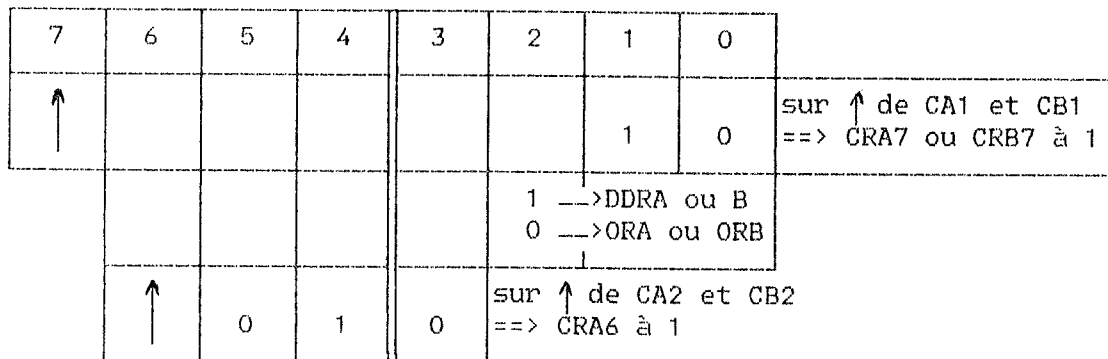 7 6 5 4 3 2 1 0
sur ↑ de CA1 et CB1
1 0 ==> CRA7 ou CRB7 à 1
1 -->DDRA ou B
0 -->ORA ou ORB
sur ↑ de CA2 et CB2
0 1 0 ==> CRA6 à 1